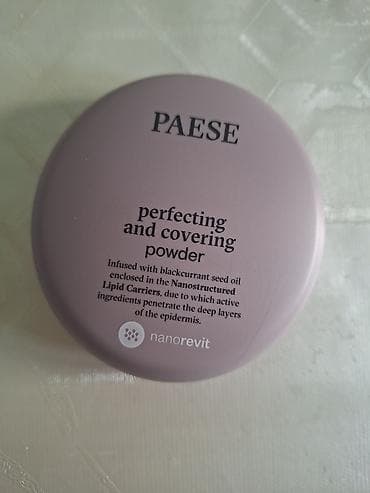 PAESE
perfecting
and covering
powder
Infused with blackcurrant seed oil
enclosed in the Nanostructured
Lipid Carriers, due to which active
ingredients penetrate the deep layers
of the epidermis.
nanorevit